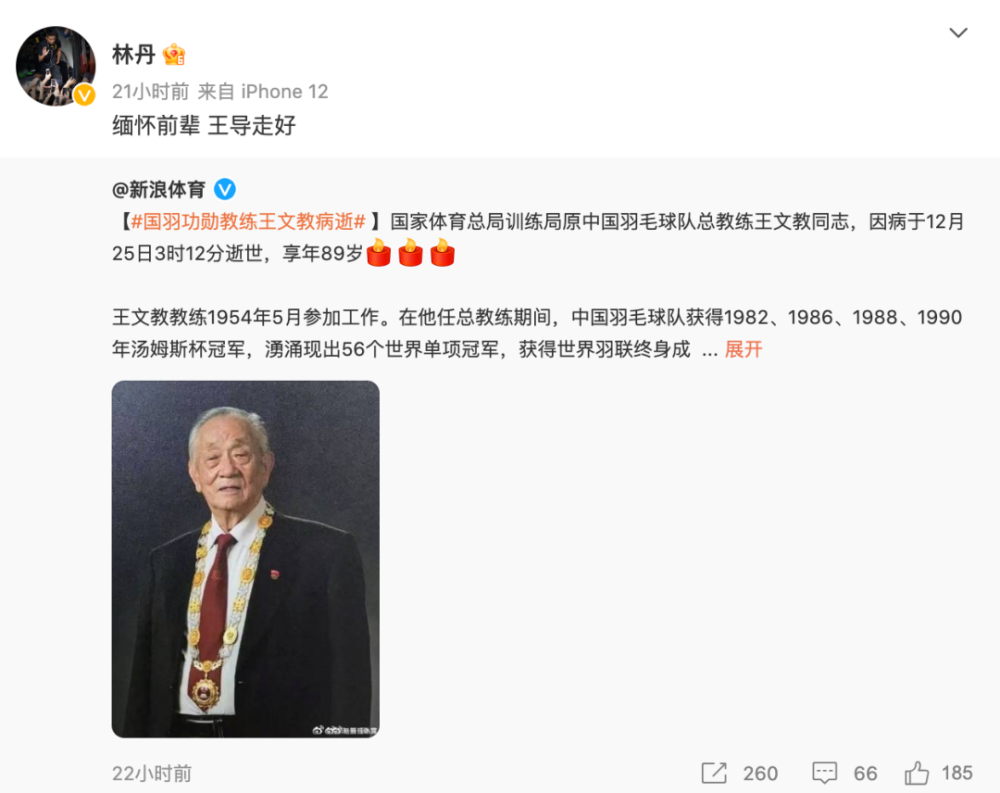 林丹
21小时前 来自 iPhone 12
缅怀前辈 王导走好
@新浪体育
【#国羽功勋教练王文教病逝#】国家体育总局训练局原中国羽毛球队总教练王文教同志，因病于12月
25日3时12分逝世，享年89岁
王文教教练1954年5月参加工作。在他任总教练期间，中国羽毛球队获得1982、1986、1988、1990
年汤姆斯杯冠军，湧涌现出56个世界单项冠军，获得世界羽联终身成 ... 展开
22小时前 260 66 185